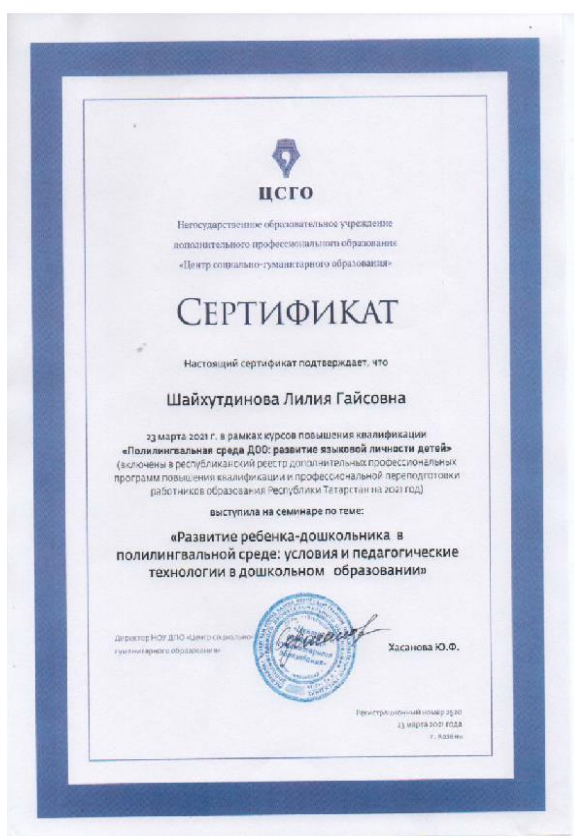 ЦСГО
Негосударственное образовательное учреждение
дополнительного профессионального образования
«Центр социально-гуманитарного образования»
СЕРТИФИКАТ
Настоящий сертификат подтверждает, что
Шайхутдинова Лилия Гайсовна
23 марта 2021 г. в рамках курсов повышения квалификации
«Полилингвальная среда ДОО: развитие языковой личности детей»
(включены в республиканский реестр дополнительных профессиональных
программ повышения квалификации и профессиональной переподготовки
работников образования Республики Татарстан на 2021 год)
выступила на семинаре по теме:
«Развитие ребенка-дошкольника в
полилингвальной среде: условия и педагогические
технологии в дошкольном образовании»
Директор НОУ ДПО «Центр социально-
гуманитарного образования»
Хасанова Ю.Ф.
Регистрационный номер
23 марта 2021 года
г. Казань